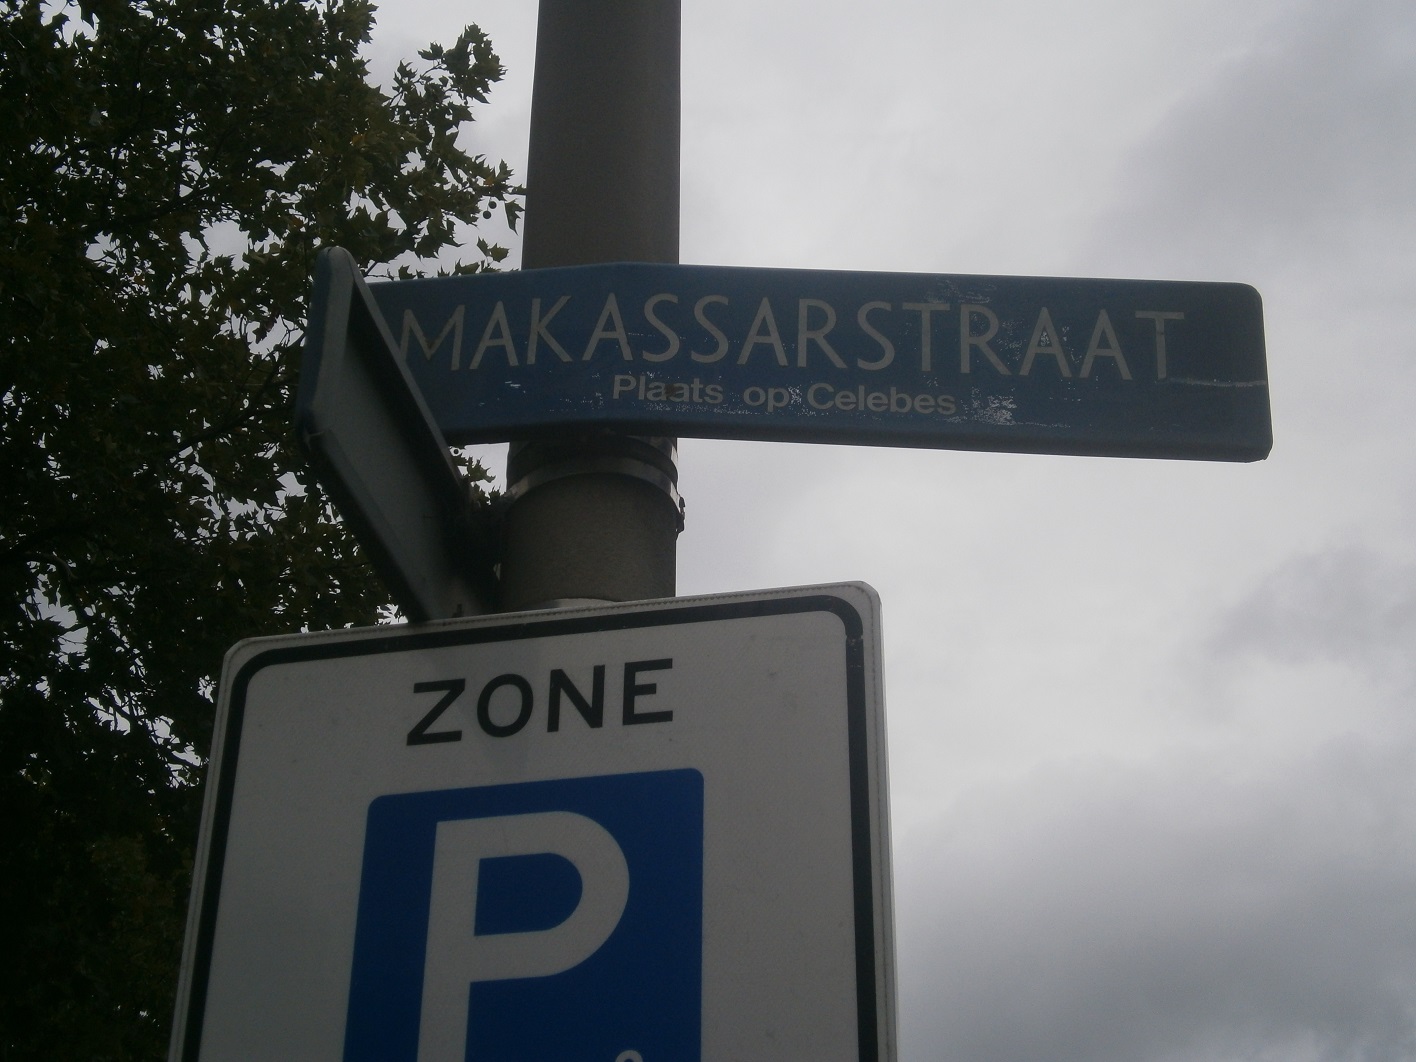 MAKASSARSTRAAT
Plaats op Celebes
ZONE
P